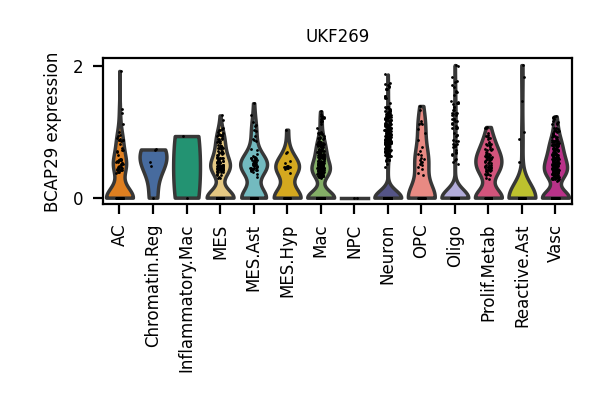 UKF269
BCAP29 expression
2
0
AC
Chromatin.Reg
Inflammatory.Mac
MES
MES.Ast
MES.Hyp
Mac
NPC
Neuron
OPC
Oligo
Prolif.Metab
Reactive.Ast
Vasc